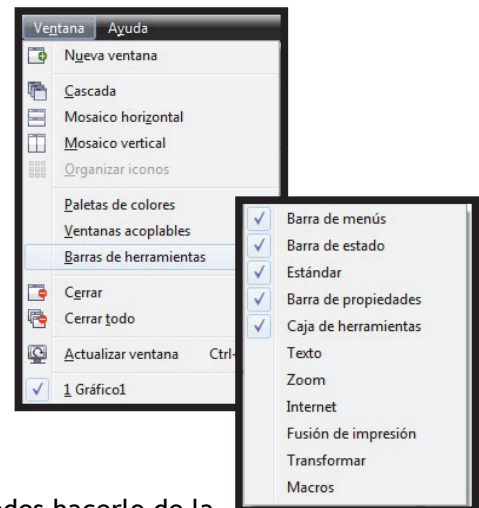 Ventana Ayuda
Nueva ventana
Cascada
Mosaico horizontal
Mosaico vertical
Organizar iconos
Paletas de colores
Ventanas acoplables
Barras de herramientas
Cerrar
Cerrar todo
Actualizar ventana Ctrl-
1 Gráfico1
Barra de menús
Barra de estado
Estándar
Barra de propiedades
Caja de herramientas
Texto
Zoom
Internet
Fusión de impresión
Transformar
Macros
hacerlo de la